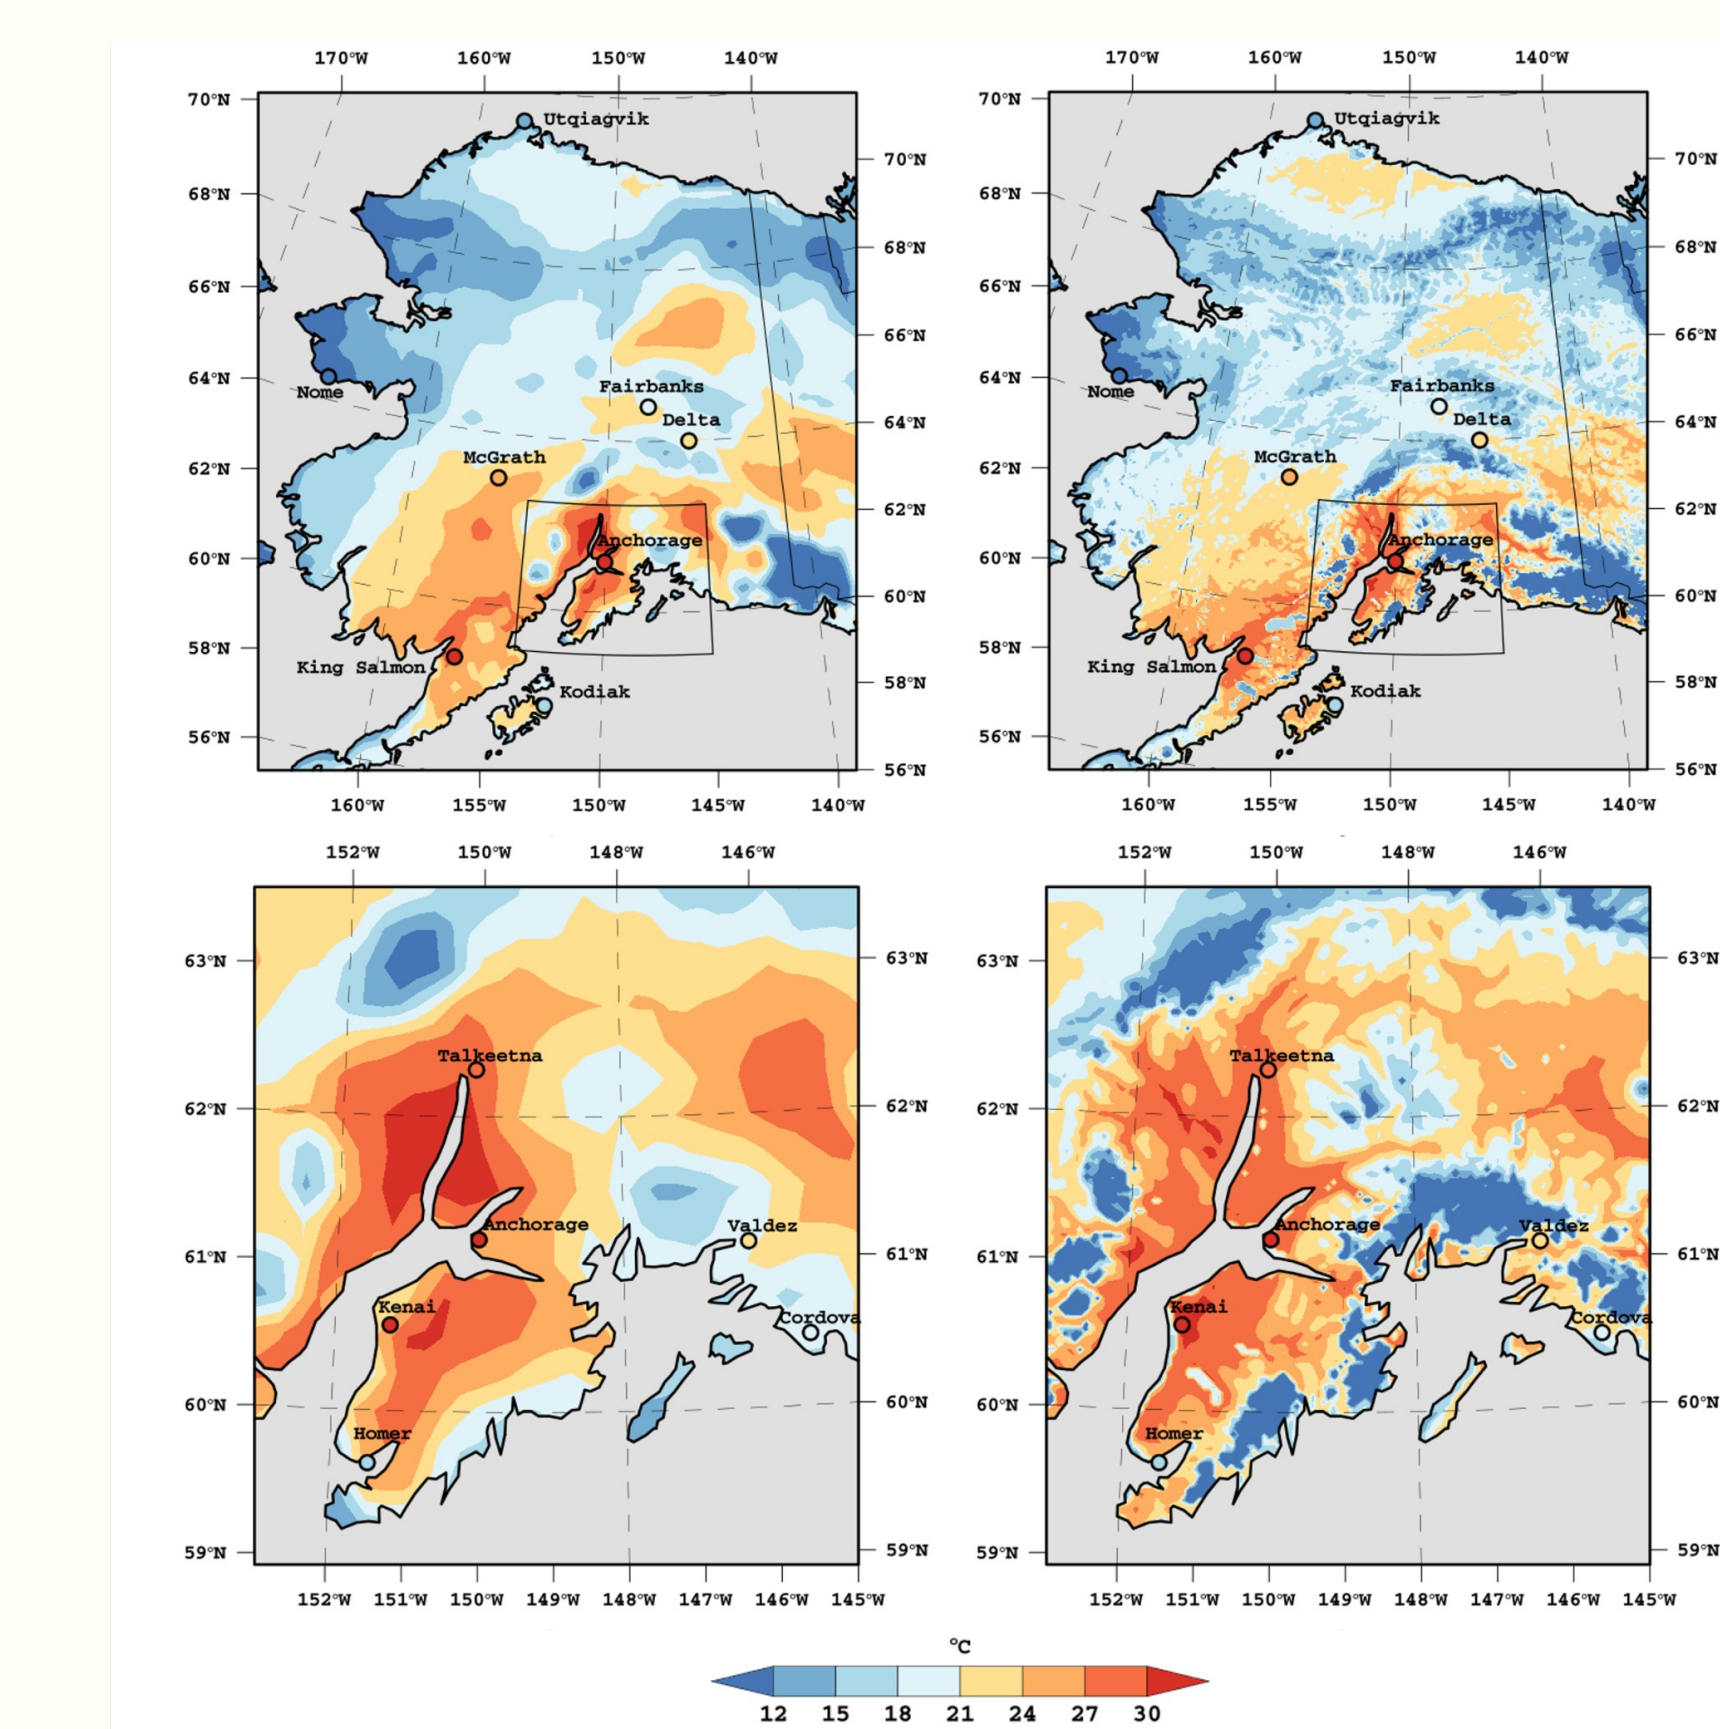 170°W 160°W 150°W 140°W
170°W 160°W 150°W 140°W
70°N
Utqiaġvik
70°N
68°N
68°N
66°N
66°N
64°N
Nome
Fairbanks
Delta
64°N
McGrath
62°N
62°N
Anchorage
60°N
60°N
58°N
King Salmon
Kodiak
58°N
56°N
56°N
160°W 155°W 150°W 145°W 140°W
70°N
Utqiaġvik
70°N
68°N
68°N
66°N
66°N
64°N
Nome
Fairbanks
Delta
64°N
McGrath
62°N
62°N
Anchorage
60°N
60°N
58°N
King Salmon
Kodiak
58°N
56°N
56°N
160°W 155°W 150°W 145°W 140°W
152°W 150°W 148°W 146°W
63°N
63°N
Talkeetna
62°N
62°N
Anchorage
Valdez
61°N
61°N
Kenai
Cordova
60°N
60°N
Homer
59°N
59°N
152°W 151°W 150°W 149°W 148°W 147°W 146°W 145°W
152°W 150°W 148°W 146°W
63°N
63°N
Talkeetna
62°N
62°N
Anchorage
Valdez
61°N
61°N
Kenai
Cordova
60°N
60°N
Homer
59°N
59°N
152°W 151°W 150°W 149°W 148°W 147°W 146°W 145°W
°C
12 15 18 21 24 27 30